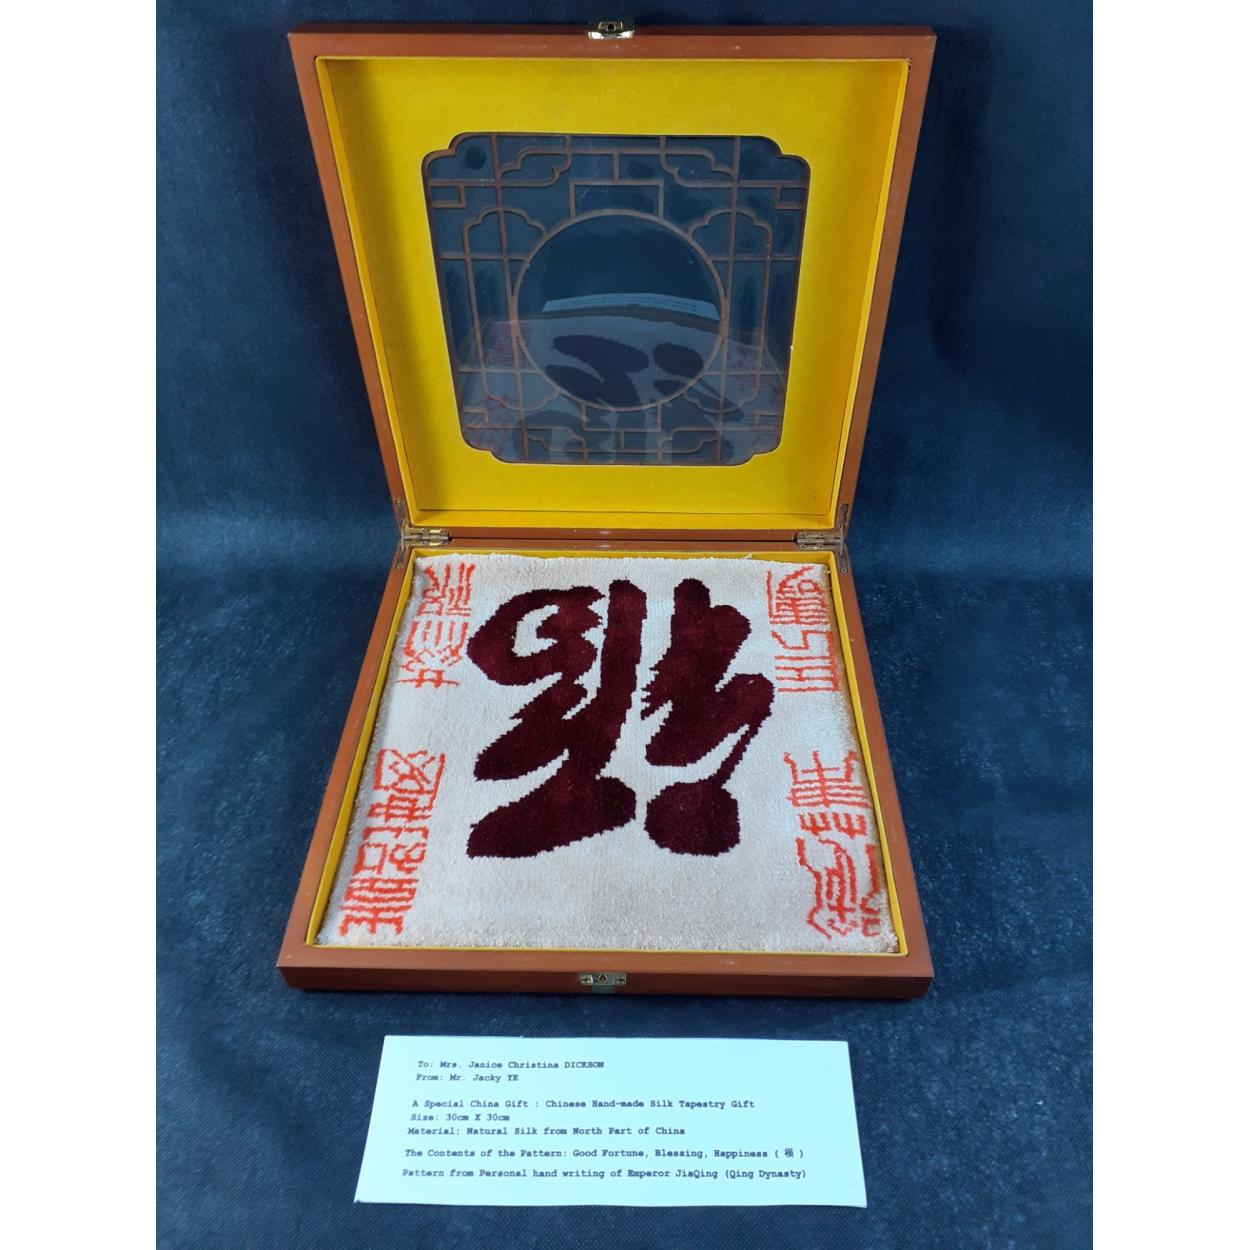 福
To: Mrs. Janice Christina DICKSON
From: Mr. Jacky YE
A Special China Gift : Chinese Hand-made Silk Tapestry Gift
Size: 30cm X 30cm
Material: Natural Silk from North Part of China
The Contents of the Pattern: Good Fortune, Blessing, Happiness ( 福 )
Pattern from Personal hand writing of Emperor JiaQing (Qing Dynasty)